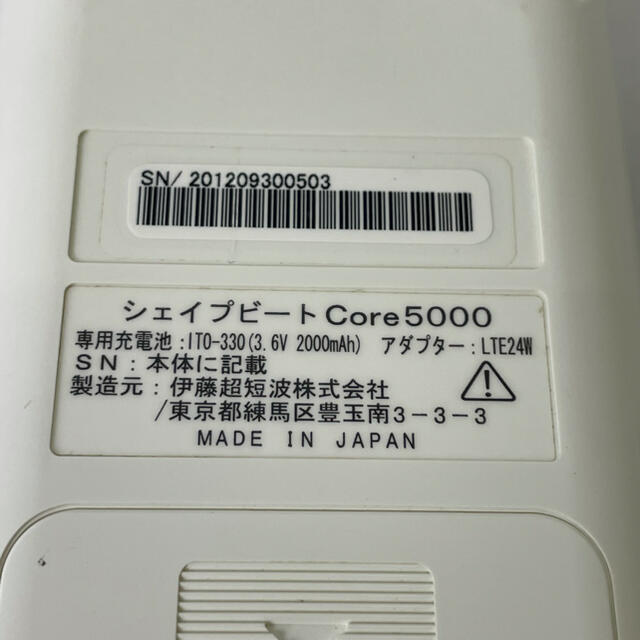 SN/ 201209300503
シェイプビートCore5000
専用充電池:ITO-330(3.6V 2000mAh) アダプター:LTE24W
SN:本体に記載
製造元:伊藤超短波株式会社
/東京都練馬区豊玉南3-3-3
MADE IN JAPAN